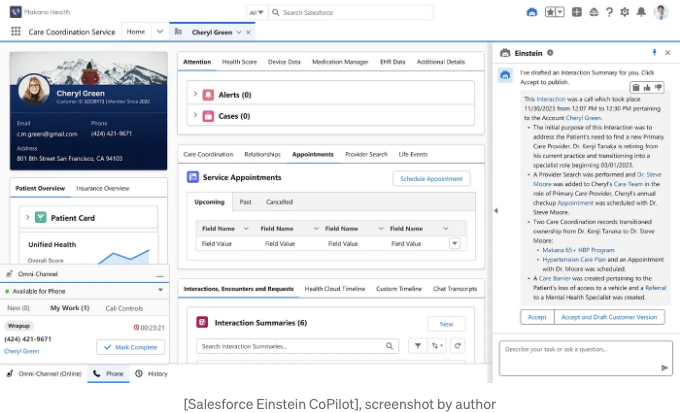 Makana Health
All
Search Salesforce
Care Coordination Service
Home
Cheryl Green
Cheryl Green
Customer ID | Member Since 2020
Email
c.m.green@gmail.com
Phone
(424) 421-9671
Address
801 8th Street San Francisco, CA 94103
Patient Overview
Insurance Overview
Patient Card
Unified Health
Overall Score
Omni-Channel
Available for Phone
New (0)
My Work (1)
Call Controls
Wrapup
00:23:21
(424) 421-9671
Cheryl Green
Mark Complete
Omni-Channel (Online)
Phone
History
Attention
Health Score
Device Data
Medication Manager
EHR Data
Additional Details
Alerts (0)
Cases (0)
Care Coordination
Relationships
Appointments
Provider Search
Life Events
Service Appointments
Schedule Appointment
Upcoming
Past
Cancelled
Field Name
Field Name
Field Name
Field Name
Field Value
Field Value
Field Value
Field Value
Interactions, Encounters and Requests
Health Cloud Timeline
Custom Timeline
Chat Transcripts
Interaction Summaries (6)
New
Search Interaction Summaries...
Einstein
I've drafted an Interaction Summary for you. Click
Accept to publish.
This Interaction was a call which took place
11/30/2023 from 12:07 PM to 12:30 PM pertaining
to the Account Cheryl Green.
• The initial purpose of this Interaction was to
address the Patient's need to find a new Primary
Care Provider. Dr. Kenji Tanaka is retiring from
his current practice and transitioning into a
specialist role beginning 03/01/2023.
• A Provider Search was performed and Dr. Steve
Moore was added to Cheryl's Care Team in the
role of Primary Care Provider, Cheryl's annual
checkup Appointment was scheduled with Dr.
Steve Moore.
• Two Care Coordination records transitioned
ownership from Dr. Kenji Tanaka to Dr. Steve
Moore:
• Makana 65+ HBP Program
• Hypertension Care Plan and an Appointment
with Dr. Moore was scheduled.
• A Care Barrier was created pertaining to the
Patient's loss of access to a vehicle and a Referral
to a Mental Health Specialist was created.
Accept
Accept and Draft Customer Version
Describe your task or ask a question...
[Salesforce Einstein CoPilot], screenshot by author